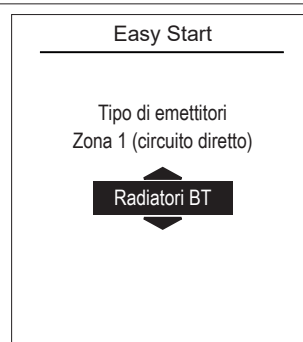 Easy Start
Tipo di emettitori
Zona 1 (circuito diretto)
Radiatori BT